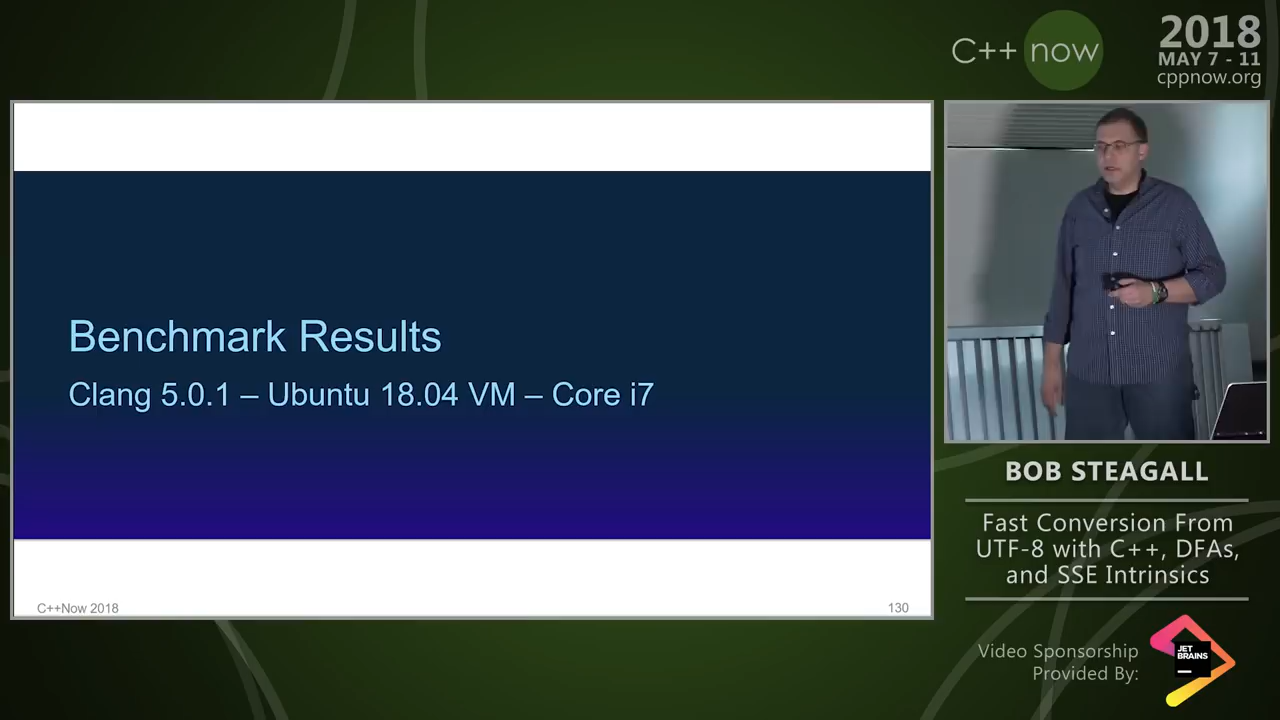 C++ now
2018
MAY 7 - 11
cppnow.org
Benchmark Results
Clang 5.0.1 – Ubuntu 18.04 VM – Core i7
C++Now 2018
130
BOB STEAGALL
Fast Conversion From
UTF-8 with C++, DFAs,
and SSE Intrinsics
Video Sponsorship
Provided By:
JET
BRAINS